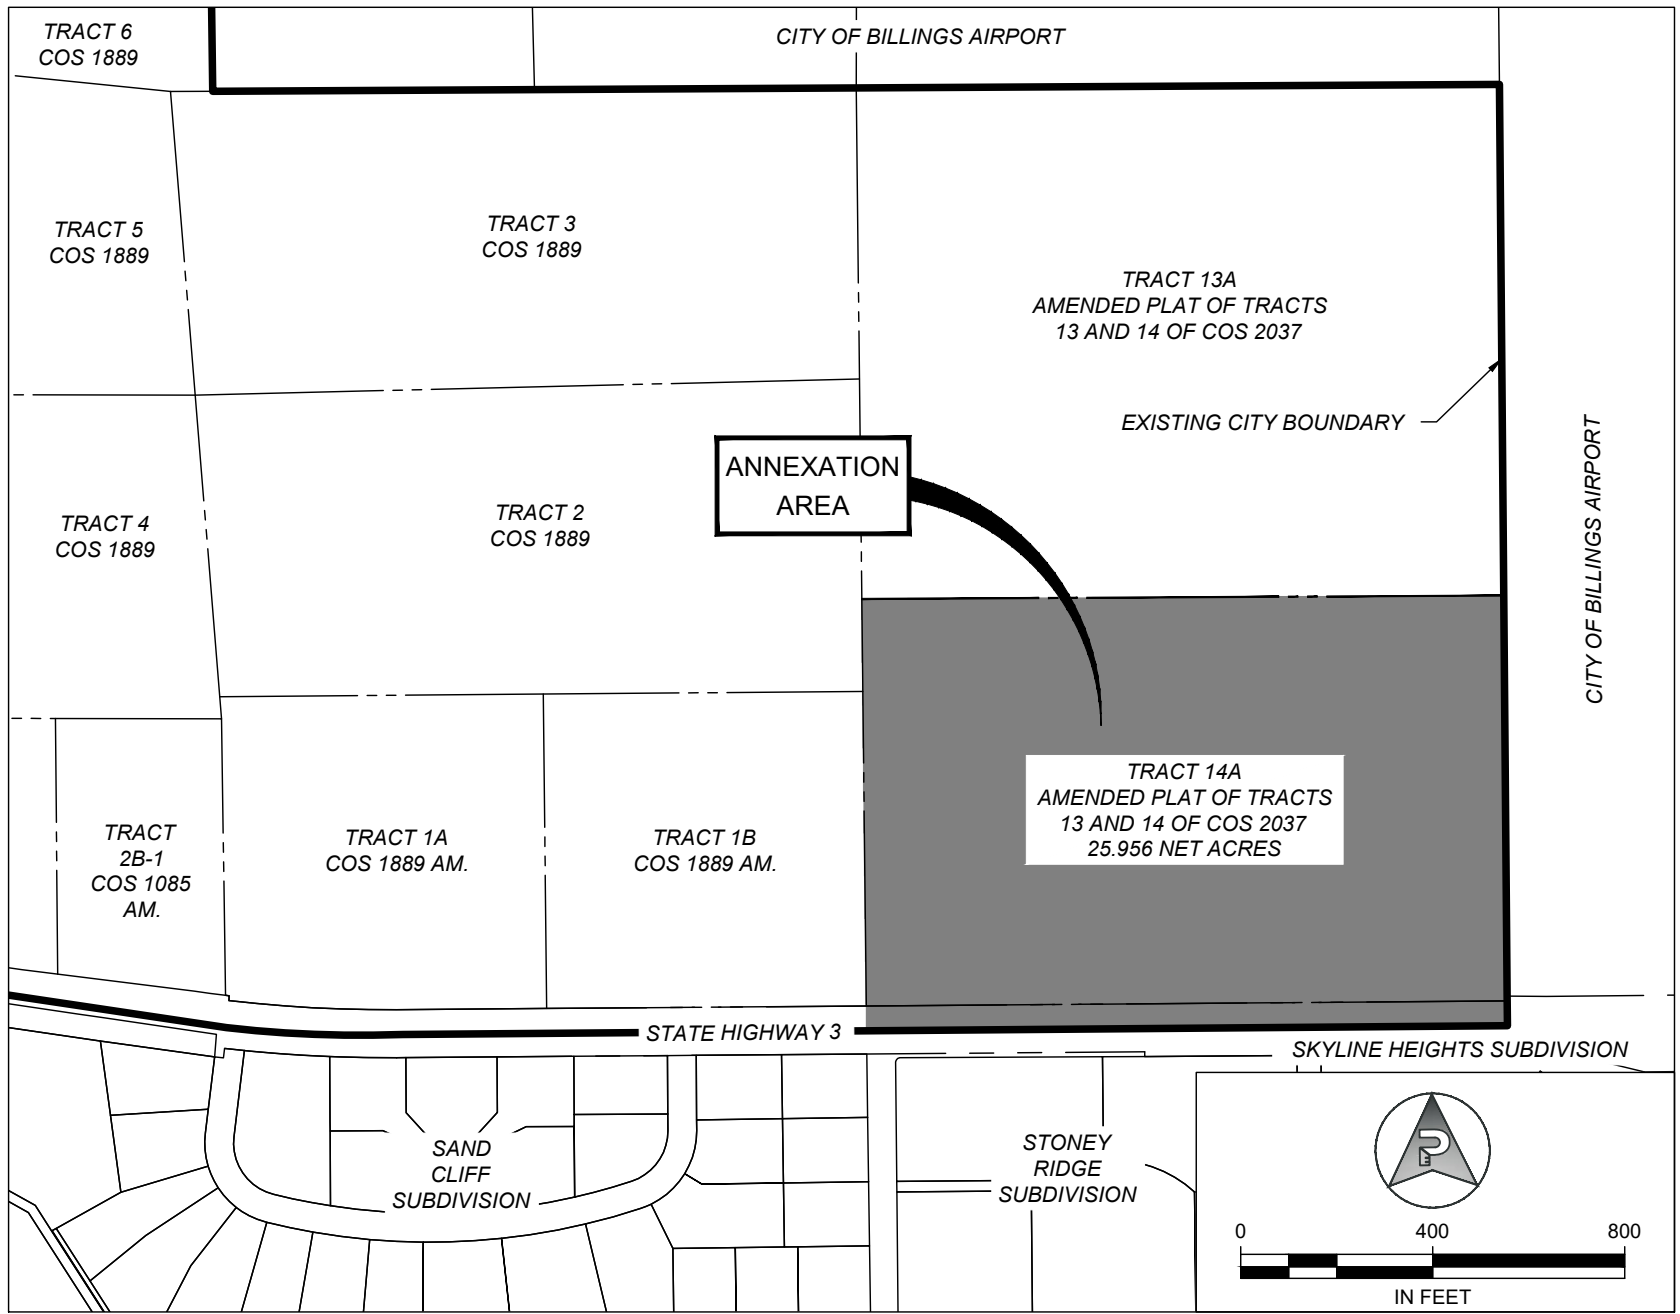 TRACT 6
COS 1889
CITY OF BILLINGS AIRPORT
TRACT 5
COS 1889
TRACT 3
COS 1889
TRACT 13A
AMENDED PLAT OF TRACTS
13 AND 14 OF COS 2037
EXISTING CITY BOUNDARY
CITY OF BILLINGS AIRPORT
ANNEXATION
AREA
TRACT 4
COS 1889
TRACT 2
COS 1889
TRACT 14A
AMENDED PLAT OF TRACTS
13 AND 14 OF COS 2037
25.956 NET ACRES
TRACT
2B-1
COS 1085
AM.
TRACT 1A
COS 1889 AM.
TRACT 1B
COS 1889 AM.
STATE HIGHWAY 3
SKYLINE HEIGHTS SUBDIVISION
SAND
CLIFF
SUBDIVISION
STONEY
RIDGE
SUBDIVISION
P
0 400 800
IN FEET